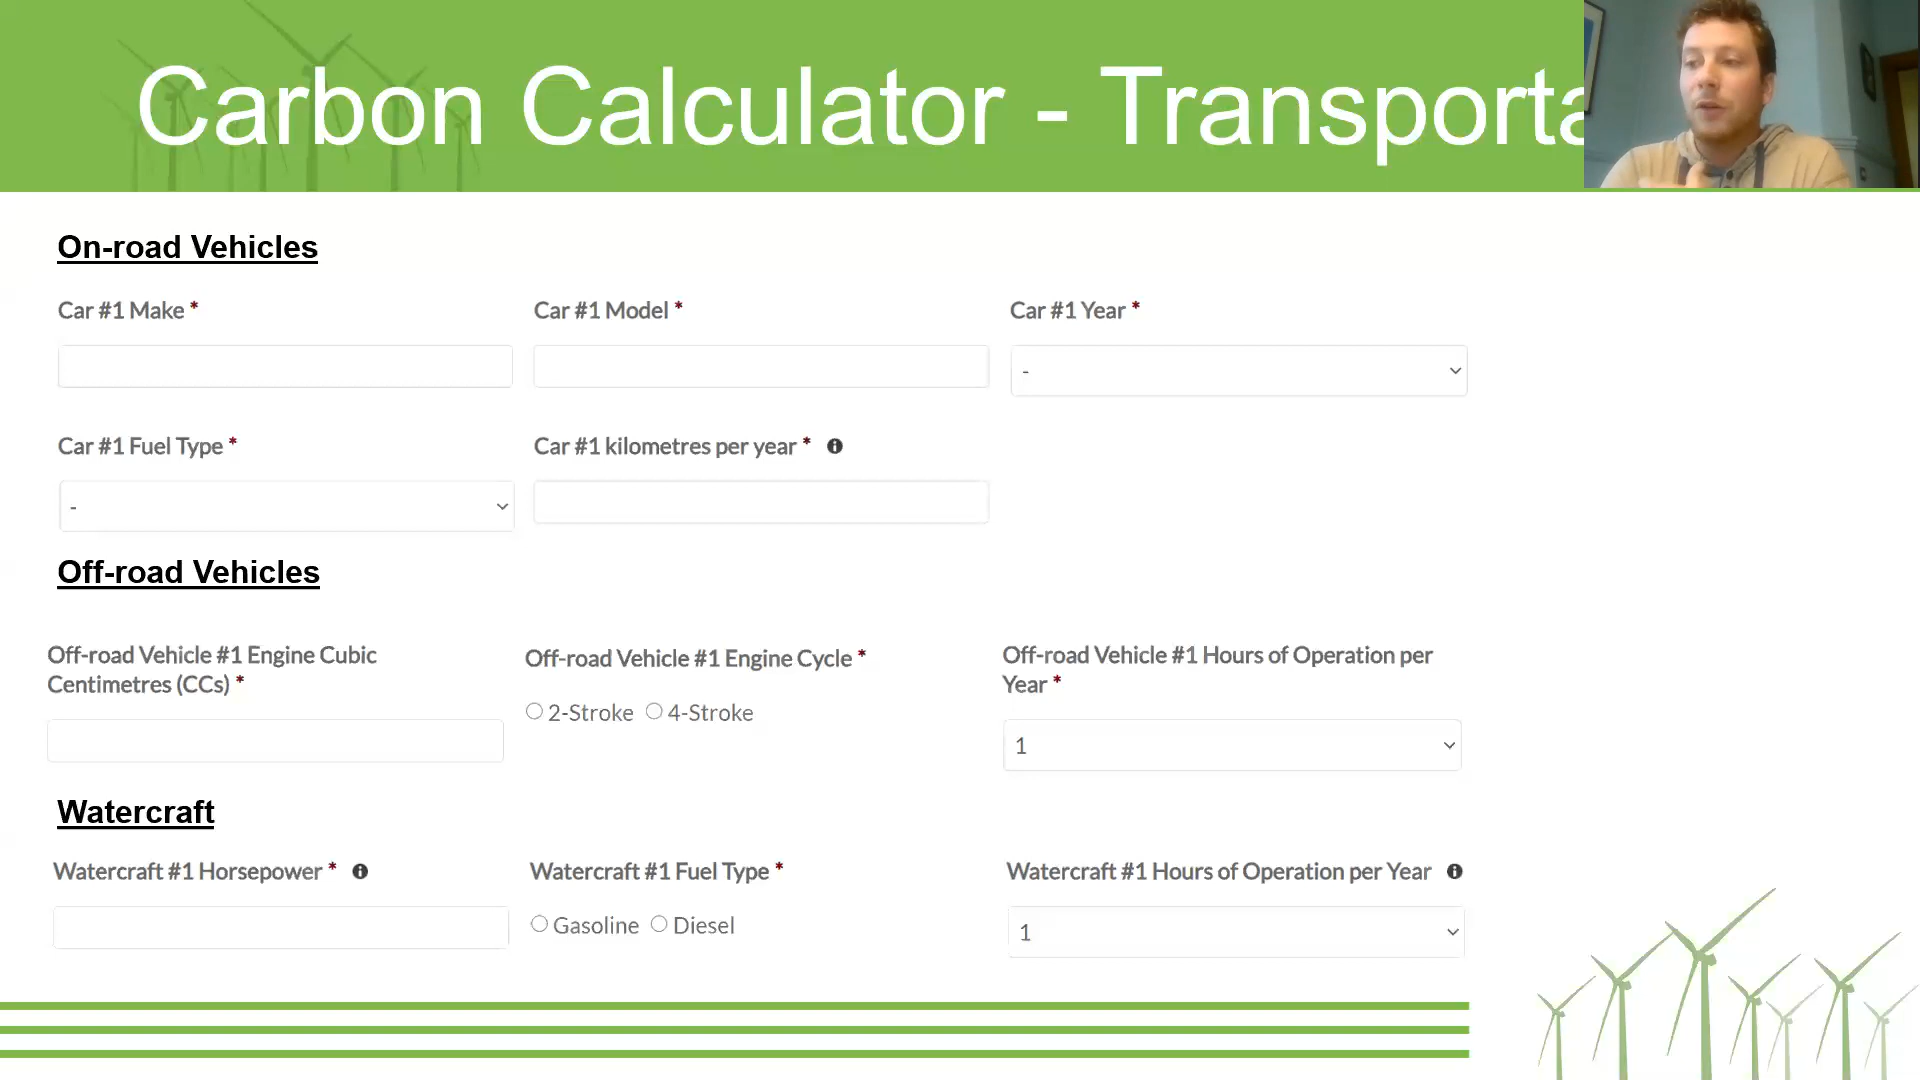 Carbon Calculator - Transporta
On-road Vehicles
Car #1 Make *
Car #1 Model *
Car #1 Year *
-
Car #1 Fuel Type *
Car #1 kilometres per year *
-
Off-road Vehicles
Off-road Vehicle #1 Engine Cubic
Centimetres (CCs) *
Off-road Vehicle #1 Engine Cycle *
2-Stroke 4-Stroke
Off-road Vehicle #1 Hours of Operation per
Year *
1
Watercraft
Watercraft #1 Horsepower *
Watercraft #1 Fuel Type *
Gasoline Diesel
Watercraft #1 Hours of Operation per Year
1